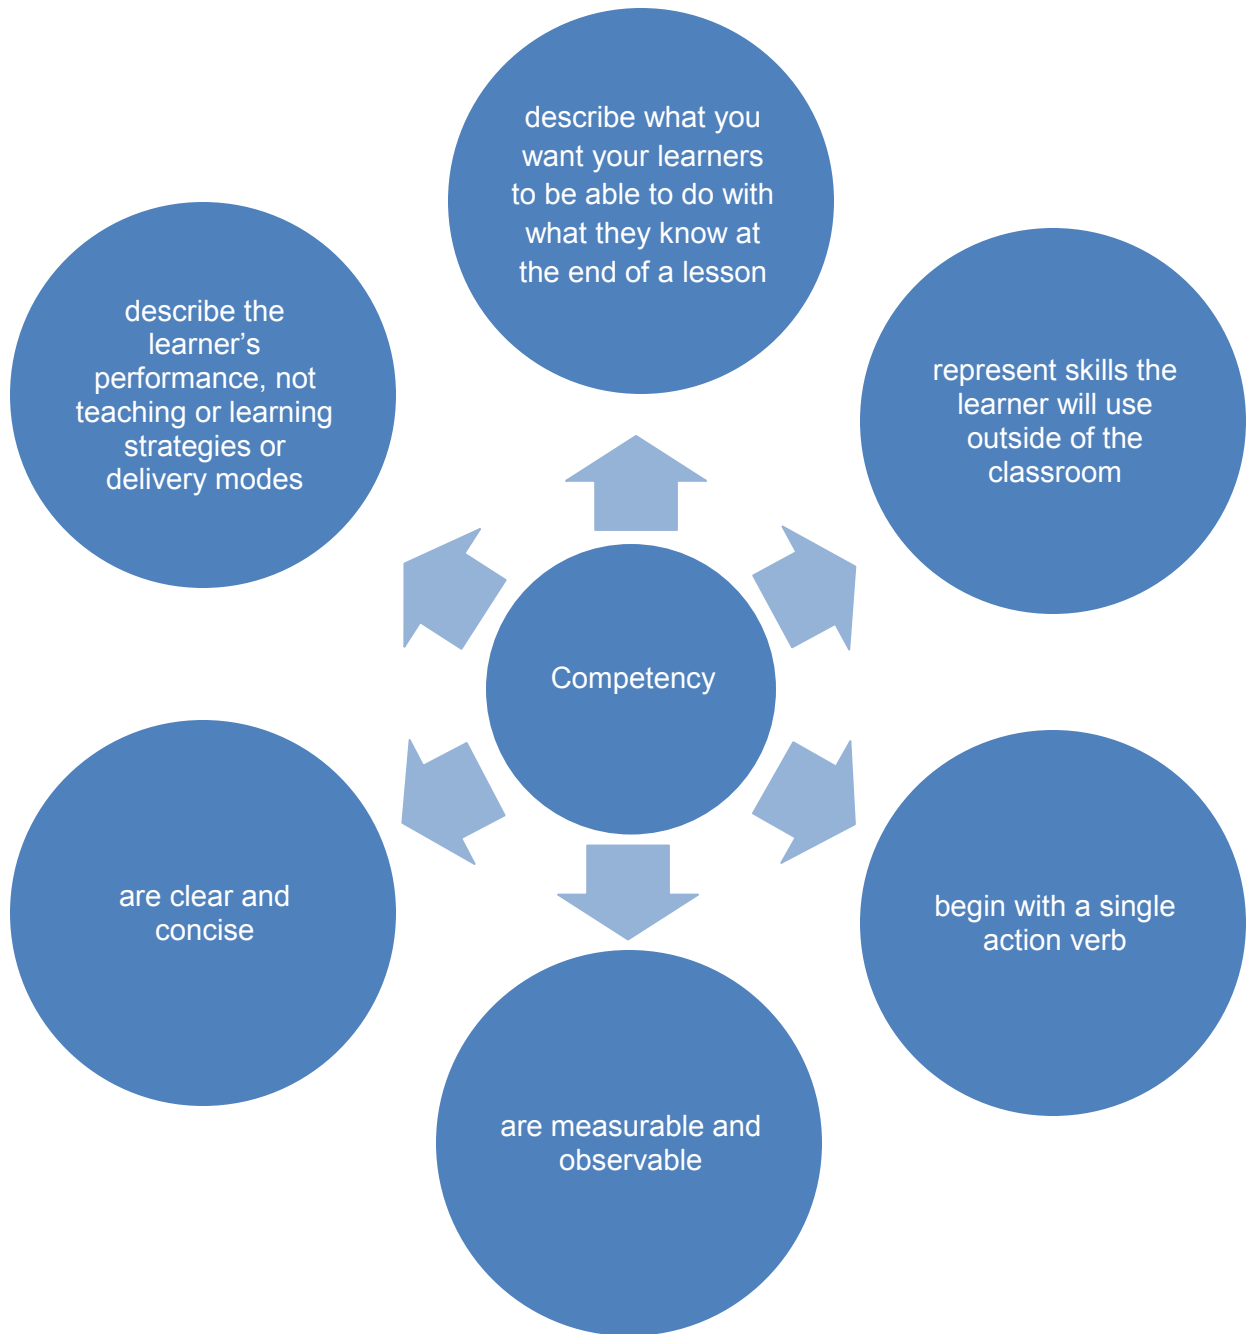 describe what you
want your learners
to be able to do with
what they know at
the end of a lesson
represent skills the
learner will use
outside of the
classroom
begin with a single
action verb
are measurable and
observable
are clear and
concise
describe the
learner’s
performance, not
teaching or learning
strategies or
delivery modes
Competency